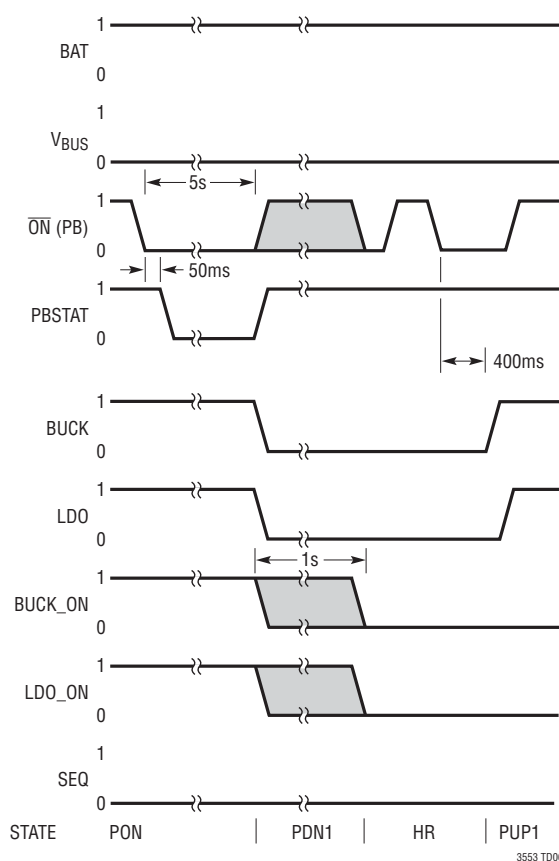 1
BAT
0
1
VBUS
0
5s
1
ON (PB)
0
50ms
1
PBSTAT
0
400ms
1
BUCK
0
1
LDO
0
1s
1
BUCK_ON
0
1
LDO_ON
0
1
SEQ
0
STATE PON PDN1 HR PUP1